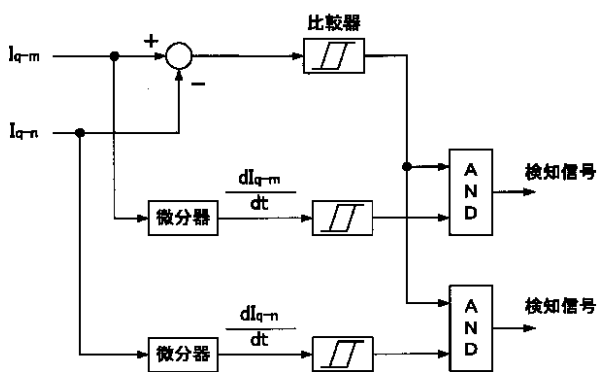 比較器
Iq-m
+
−
Iq-n
dIq-m
dt
微分器
AND
検知信号
dIq-n
dt
微分器
AND
検知信号